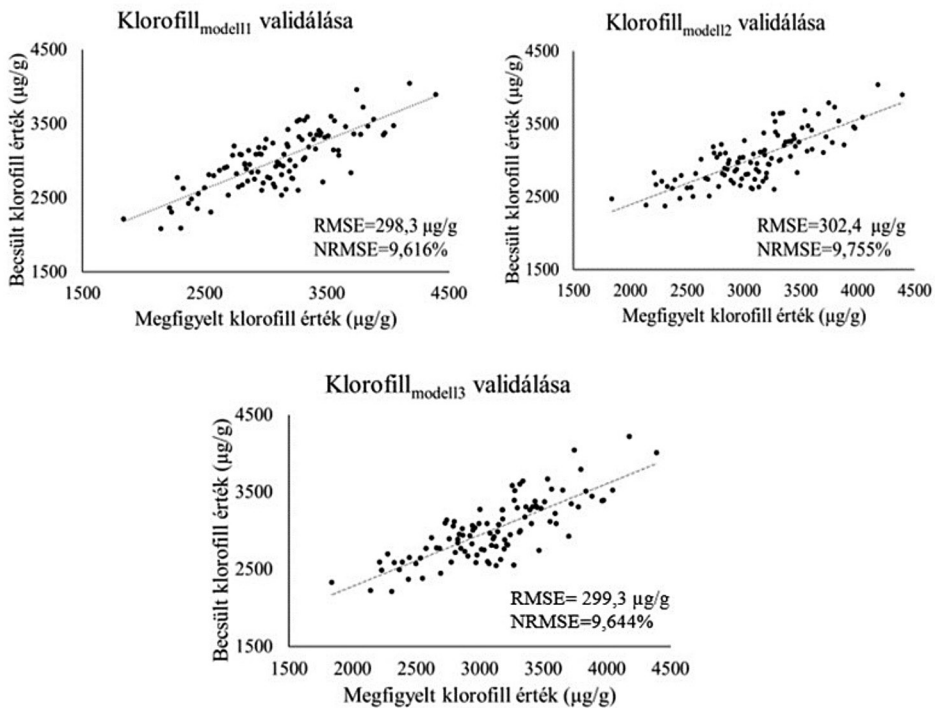 Klorofillmodell1 validálása
Becsült klorofill érték (µg/g)
4500
3500
2500
1500
RMSE=298,3 µg/g
NRMSE=9,616%
1500 2500 3500 4500
Megfigyelt klorofill érték (µg/g)
Klorofillmodell2 validálása
Becsült klorofill érték (µg/g)
4500
3500
2500
1500
RMSE=302,4 µg/g
NRMSE=9,755%
1500 2000 2500 3000 3500 4000 4500
Megfigyelt klorofill érték (µg/g)
Klorofillmodell3 validálása
Becsült klorofill érték (µg/g)
4500
3500
2500
1500
RMSE= 299,3 µg/g
NRMSE=9,644%
1500 2000 2500 3000 3500 4000 4500
Megfigyelt klorofill érték (µg/g)